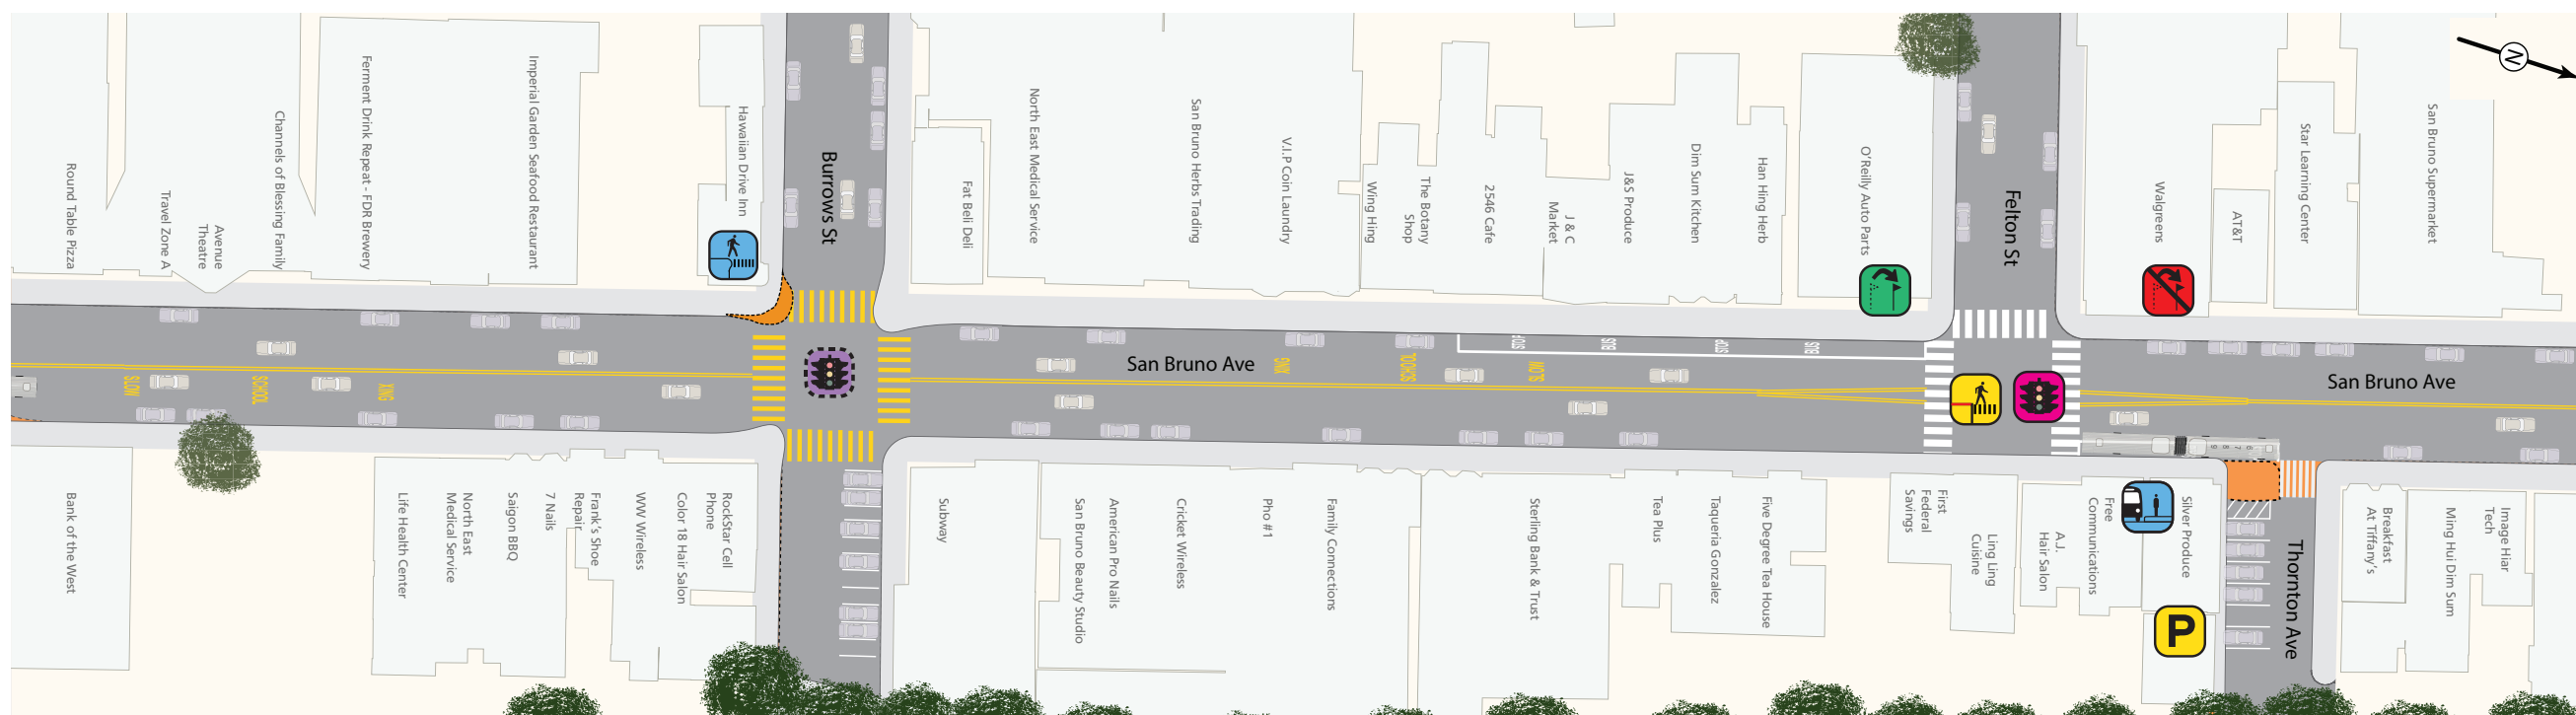 Round Table Pizza
Travel Zone A
Avenue
Theatre
Channels of Blessing Family
Ferment Drink Repeat - FDR Brewery
Imperial Garden Seafood Restaurant
Hawaiian Drive Inn
Burrows St
Fat Beli Deli
North East Medical Service
San Bruno Herbs Trading
V.I.P Coin Laundry
Wing Hing
The Botany
Shop
2546 Cafe
J & C
Market
J&S Produce
Dim Sum Kitchen
Han Hing Herb
O'Reilly Auto Parts
Felton St
Walgreens
AT&T
Star Learning Center
San Bruno Supermarket
N
SLOW
SCHOOL
XING
San Bruno Ave
XING
SCHOOL
SLOW
STOP
BUS
STOP
BUS
San Bruno Ave
Bank of the West
Life Health Center
North East
Medical Service
Saigon BBQ
7 Nails
Frank's Shoe
Repair
WW Wireless
Color 18 Hair Salon
RockStar Cell
Phone
Subway
San Bruno Beauty Studio
American Pro Nails
Cricket Wireless
Pho #1
Family Connections
Sterling Bank & Trust
Tea Plus
Taqueria Gonzalez
Five Degree Tea House
First
Federal
Savings
Ling Ling
Cuisine
A.J.
Hair Salon
Free
Communications
Silver Produce
P
Thornton Ave
Breakfast
At Tiffany's
Ming Hui Dim Sum
Image Hiar
Tech